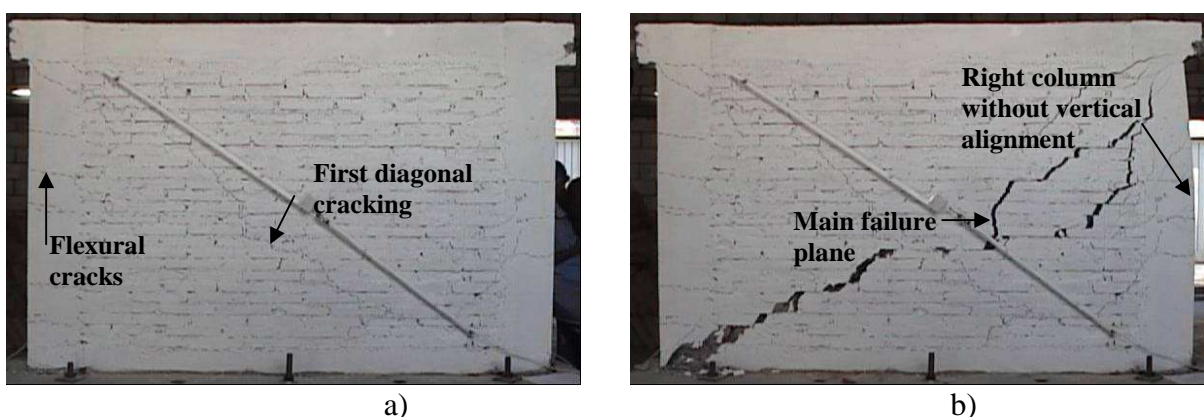 First diagonal
cracking
Flexural
cracks
a)
Right column
without vertical
alignment
Main failure
plane
b)